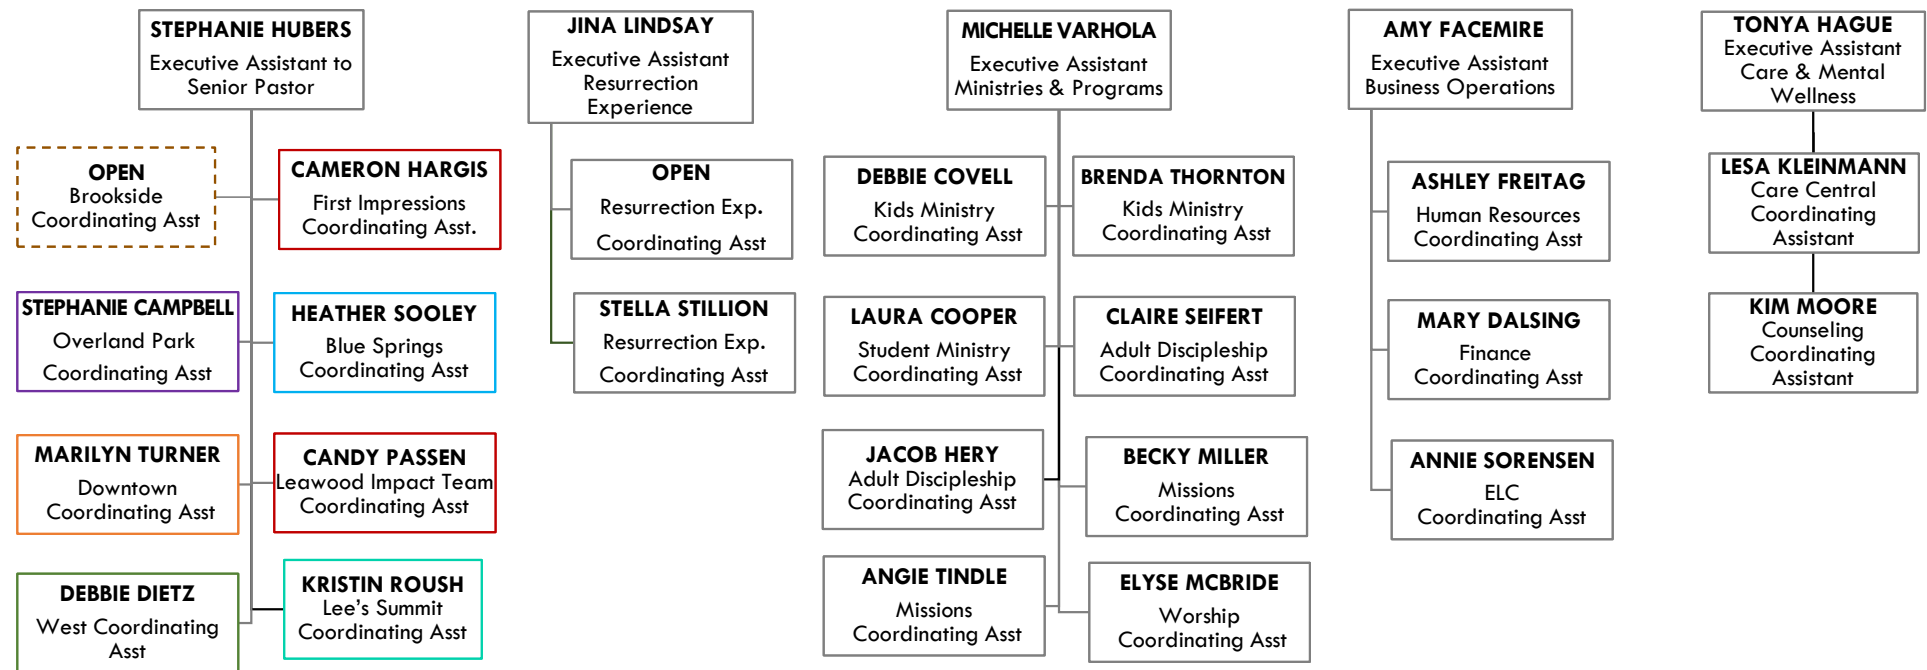 STEPHANIE HUBERS
Executive Assistant to
Senior Pastor
OPEN
Brookside
Coordinating Asst
CAMERON HARGIS
First Impressions
Coordinating Asst.
STEPHANIE CAMPBELL
Overland Park
Coordinating Asst
HEATHER SOOLEY
Blue Springs
Coordinating Asst
MARILYN TURNER
Downtown
Coordinating Asst
CANDY PASSEN
Leawood Impact Team
Coordinating Asst
DEBBIE DIETZ
West Coordinating
Asst
KRISTIN ROUSH
Lee's Summit
Coordinating Asst
JINA LINDSAY
Executive Assistant
Resurrection
Experience
OPEN
Resurrection Exp.
Coordinating Asst
STELLA STILLION
Resurrection Exp.
Coordinating Asst
MICHELLE VARHOLA
Executive Assistant
Ministries & Programs
DEBBIE COVELL
Kids Ministry
Coordinating Asst
BRENDA THORNTON
Kids Ministry
Coordinating Asst
LAURA COOPER
Student Ministry
Coordinating Asst
CLAIRE SEIFERT
Adult Discipleship
Coordinating Asst
JACOB HERY
Adult Discipleship
Coordinating Asst
BECKY MILLER
Missions
Coordinating Asst
ANGIE TINDLE
Missions
Coordinating Asst
ELYSE MCBRIDE
Worship
Coordinating Asst
AMY FACEMIRE
Executive Assistant
Business Operations
ASHLEY FREITAG
Human Resources
Coordinating Asst
MARY DALSING
Finance
Coordinating Asst
ANNIE SORENSEN
ELC
Coordinating Asst
TONYA HAGUE
Executive Assistant
Care & Mental
Wellness
LESA KLEINMANN
Care Central
Coordinating
Assistant
KIM MOORE
Counseling
Coordinating
Assistant